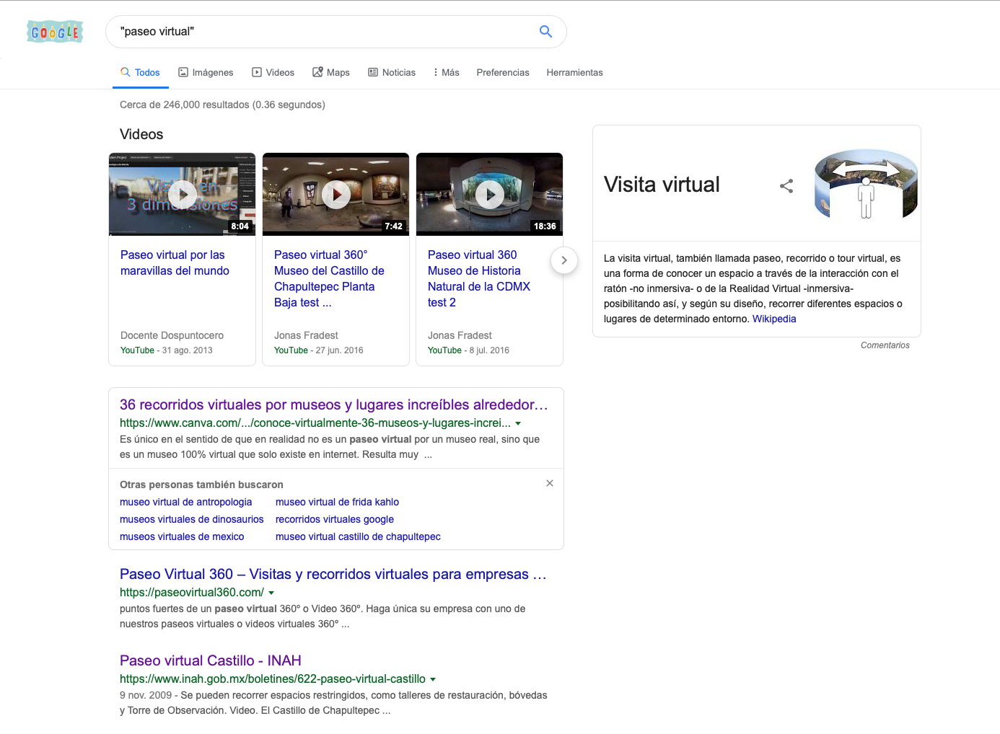 GOOGLE
"paseo virtual"
Todos
Imágenes
Videos
Maps
Noticias
Más
Preferencias
Herramientas
Cerca de 246,000 resultados (0.36 segundos)
Videos
3 dimensiones
8:04
7:42
18:36
Paseo virtual por las
maravillas del mundo
Docente Dospuntocero
YouTube - 31 ago. 2013
Paseo virtual 360°
Museo del Castillo de
Chapultepec Planta
Baja test ...
Jonas Fradest
YouTube - 27 jun. 2016
Paseo virtual 360
Museo de Historia
Natural de la CDMX
test 2
Jonas Fradest
YouTube - 8 jul. 2016
36 recorridos virtuales por museos y lugares increíbles alrededor...
https://www.canva.com/.../conoce-virtualmente-36-museos-y-lugares-increi...
Es único en el sentido de que en realidad no es un paseo virtual por un museo real, sino que
es un museo 100% virtual que solo existe en internet. Resulta muy ...
Otras personas también buscaron
museo virtual de antropologia
museo virtual de frida kahlo
museos virtuales de dinosaurios
recorridos virtuales google
museos virtuales de mexico
museo virtual castillo de chapultepec
Paseo Virtual 360 – Visitas y recorridos virtuales para empresas ...
https://paseovirtual360.com/
puntos fuertes de un paseo virtual 360º o Video 360º. Haga única su empresa con uno de
nuestros paseos virtuales o videos virtuales 360º ...
Paseo virtual Castillo - INAH
https://www.inah.gob.mx/boletines/622-paseo-virtual-castillo
9 nov. 2009 - Se pueden recorrer espacios restringidos, como talleres de restauración, bóvedas
y Torre de Observación. Video. El Castillo de Chapultepec ...
Visita virtual
La visita virtual, también llamada paseo, recorrido o tour virtual, es
una forma de conocer un espacio a través de la interacción con el
ratón -no inmersiva- o de la Realidad Virtual -inmersiva-
posibilitando así, y según su diseño, recorrer diferentes espacios o
lugares de determinado entorno. Wikipedia
Comentarios